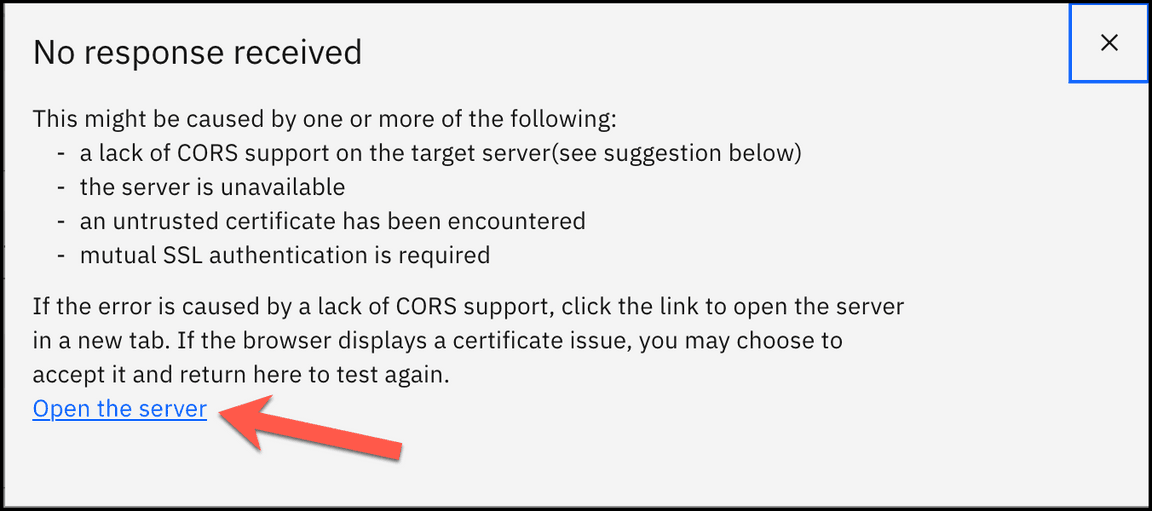 No response received
This might be caused by one or more of the following:
- a lack of CORS support on the target server(see suggestion below)
- the server is unavailable
- an untrusted certificate has been encountered
- mutual SSL authentication is required
If the error is caused by a lack of CORS support, click the link to open the server
in a new tab. If the browser displays a certificate issue, you may choose to
accept it and return here to test again.
Open the server